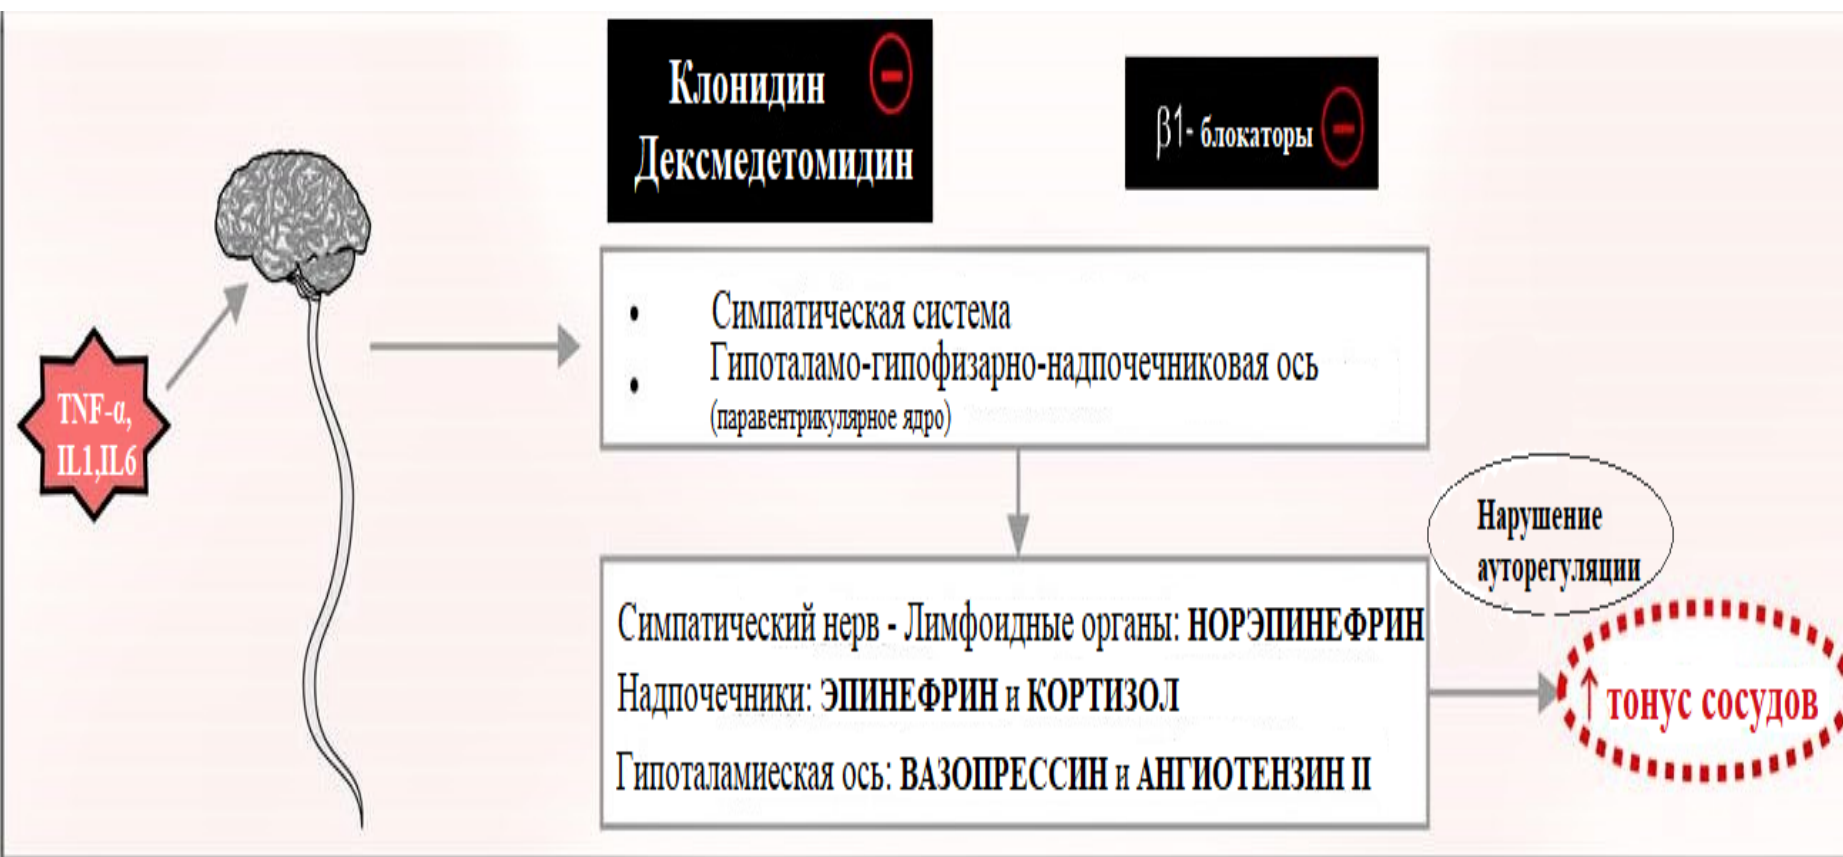 Клонидин
Дексмедетомидин
β1- блокаторы
• Симпатическая система
• Гипоталамо-гипофизарно-надпочечниковая ось
(паравентрикулярное ядро)
TNF-α,
IL1,IL6
Нарушение
ауторегуляции
Симпатический нерв - Лимфоидные органы: НОРЭПИНЕФРИН
Надпочечники: ЭПИНЕФРИН и КОРТИЗОЛ
Гипоталамиеская ось: ВАЗОПРЕССИН и АНГИОТЕНЗИН II
↑ тонус сосудов